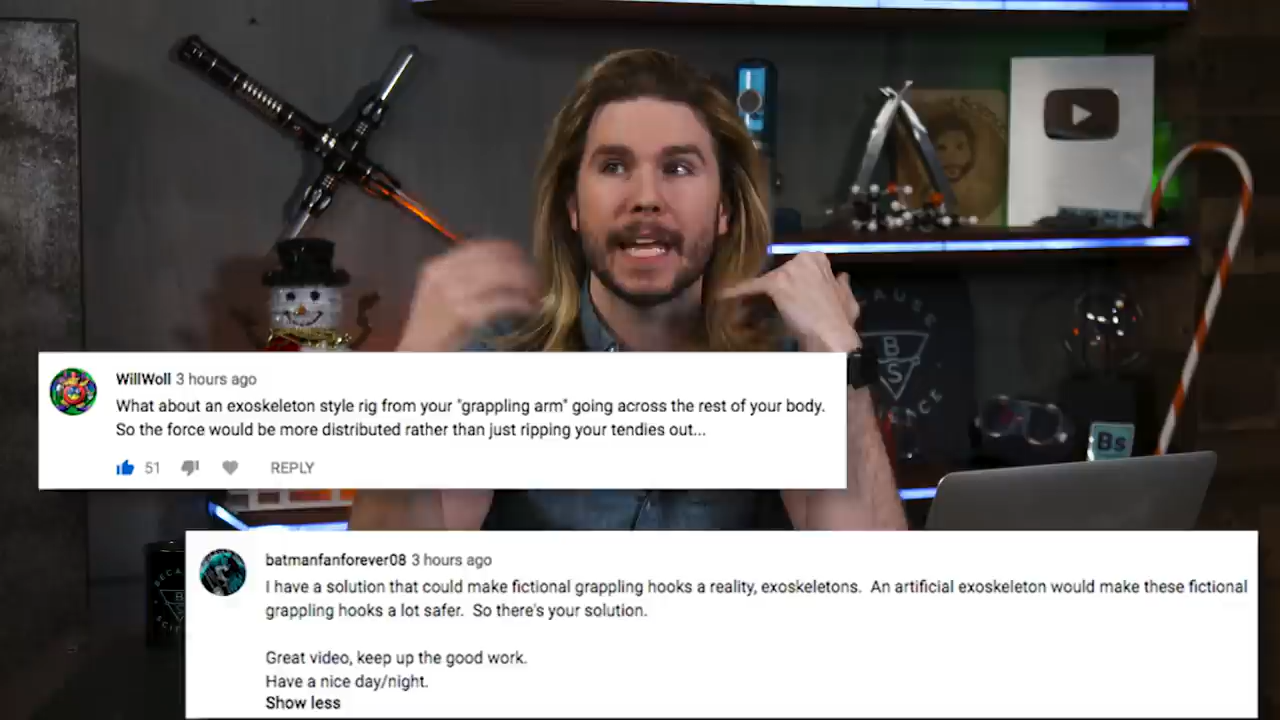 BECAUSE
B
S
SCIENCE
Bs
WillWoll 3 hours ago
What about an exoskeleton style rig from your "grappling arm" going across the rest of your body.
So the force would be more distributed rather than just ripping your tendies out...
51 REPLY
batmanfanforever08 3 hours ago
I have a solution that could make fictional grappling hooks a reality, exoskeletons. An artificial exoskeleton would make these fictional
grappling hooks a lot safer. So there's your solution.
Great video, keep up the good work.
Have a nice day/night.
Show less